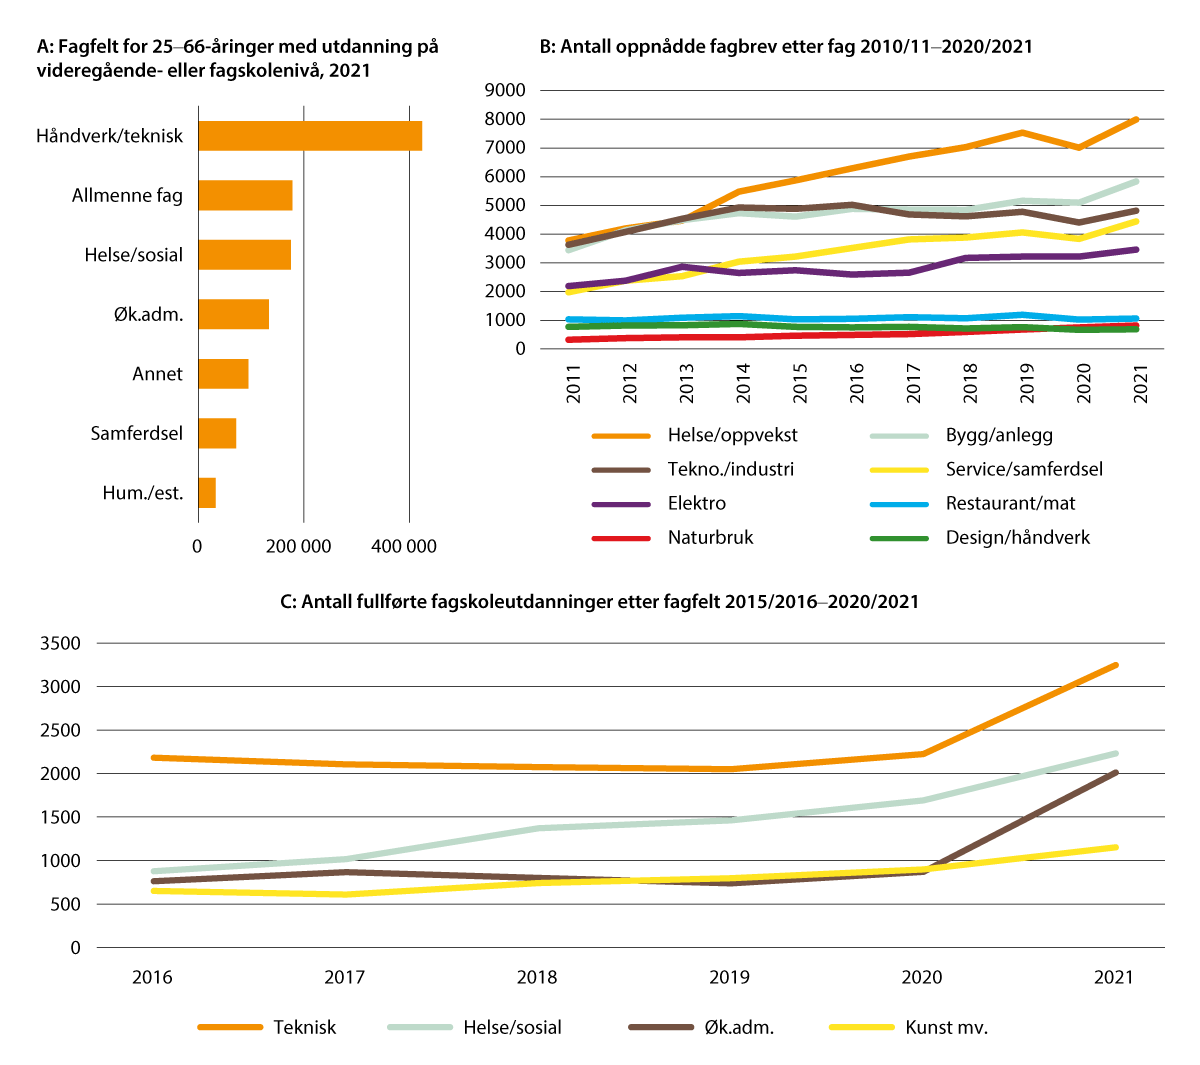 A: Fagfelt for 25–66-åringer med utdanning på
videregående- eller fagskolenivå, 2021
Håndverk/teknisk
Allmenne fag
Helse/sosial
Øk.adm.
Annet
Samferdsel
Hum./est.
0 200 000 400 000
B: Antall oppnådde fagbrev etter fag 2010/11–2020/2021
9000
8000
7000
6000
5000
4000
3000
2000
1000
0
2011 2012 2013 2014 2015 2016 2017 2018 2019 2020 2021
Helse/oppvekst Bygg/anlegg
Tekno./industri Service/samferdsel
Elektro Restaurant/mat
Naturbruk Design/håndverk
C: Antall fullførte fagskoleutdanninger etter fagfelt 2015/2016–2020/2021
3500
3000
2500
2000
1500
1000
500
0
2016 2017 2018 2019 2020 2021
Teknisk Helse/sosial Øk.adm. Kunst mv.